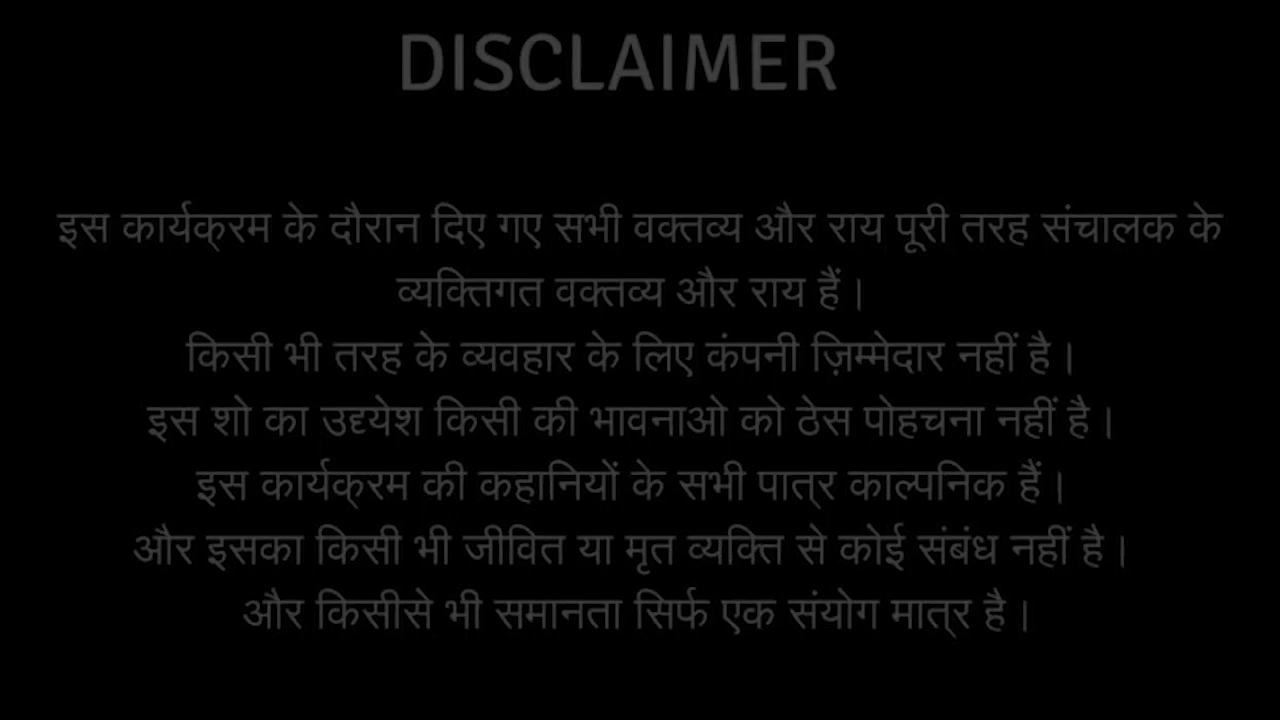 DISCLAIMER
इस कार्यक्रम के दौरान दिए गए सभी वक्तव्य और राय पूरी तरह संचालक के
व्यक्तिगत वक्तव्य और राय हैं।
किसी भी तरह के व्यवहार के लिए कंपनी ज़िम्मेदार नहीं है।
इस शो का उद्द्येश किसी की भावनाओ को ठेस पोहचना नहीं है।
इस कार्यक्रम की कहानियों के सभी पात्र काल्पनिक हैं।
और इसका किसी भी जीवित या मृत व्यक्ति से कोई संबंध नहीं है।
और किसीसे भी समानता सिर्फ एक संयोग मात्र है।